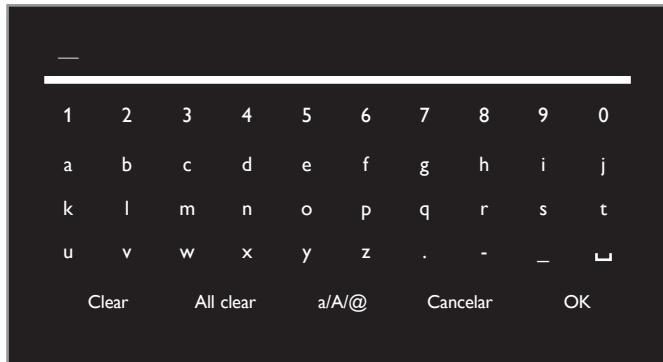 _
1 2 3 4 5 6 7 8 9 0
a b c d e f g h i j
k l m n o p q r s t
u v w x y z . - _ ␣
Clear All clear a/A/@ Cancelar OK